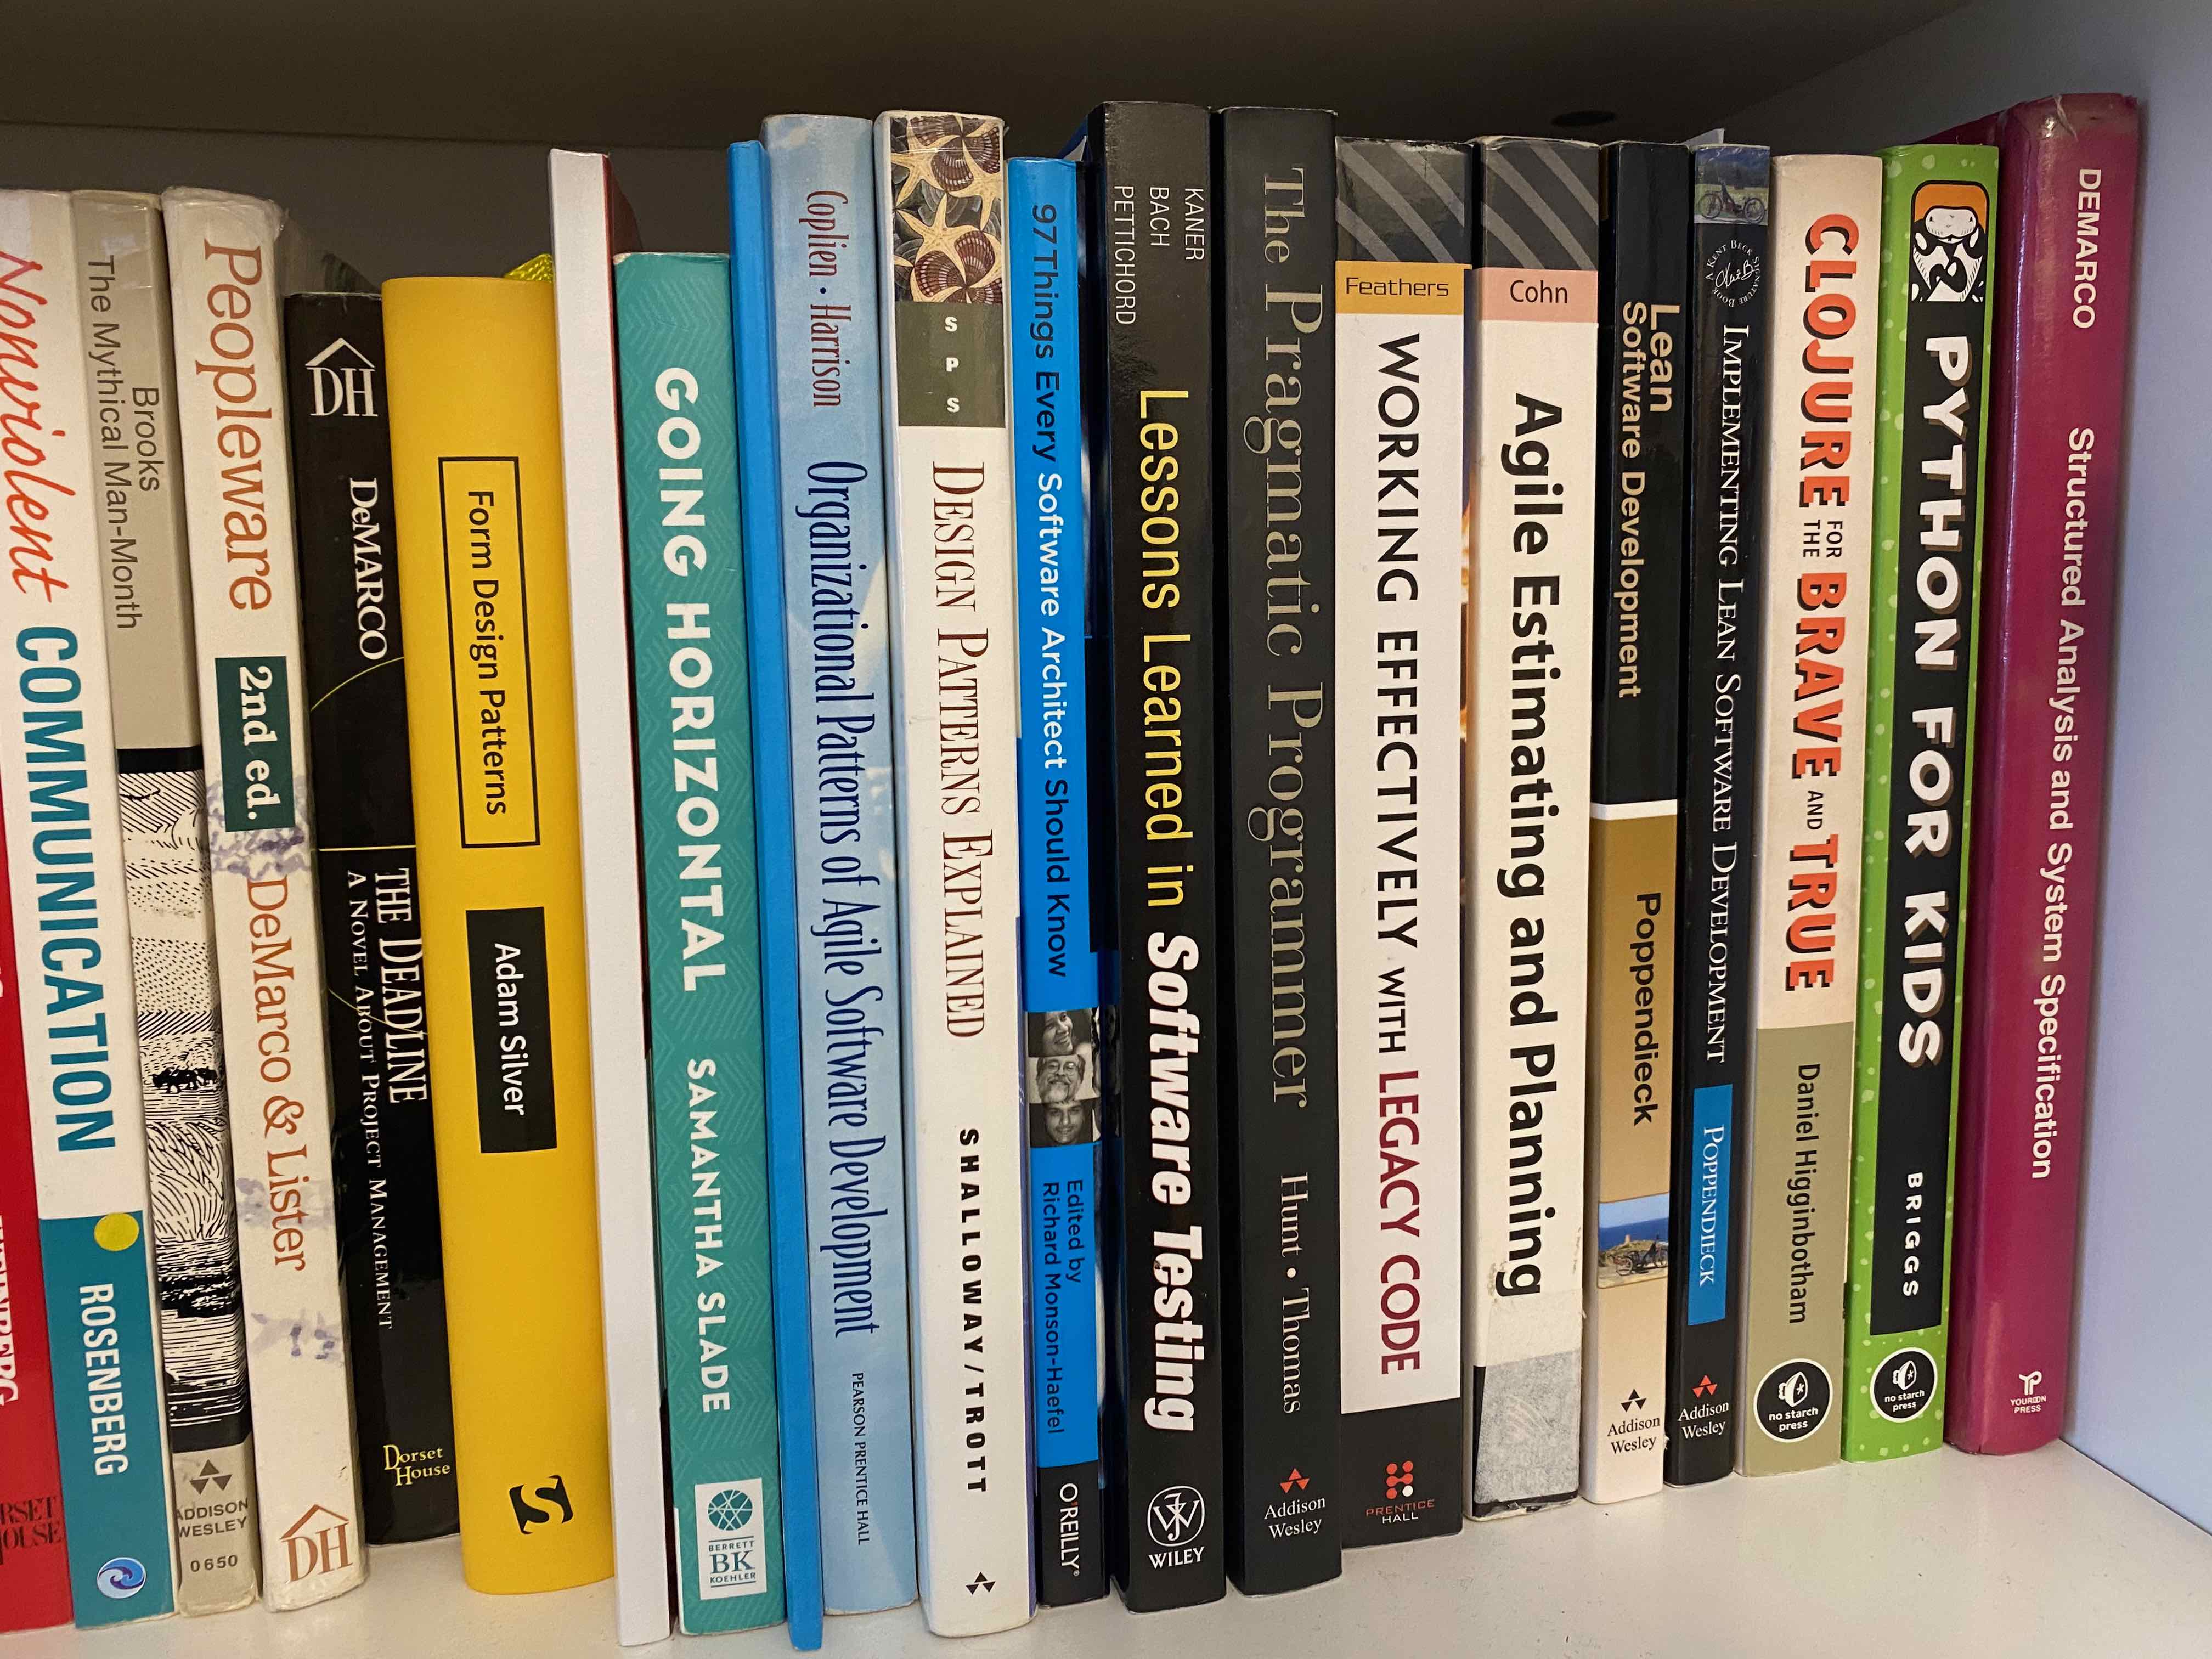 RSET
OUSE
Nonviolent COMMUNICATION
ROSENBERG
Brooks
The Mythical Man-Month
ADDISON
WESLEY
0650
Peopleware
2nd ed.
DeMarco & Lister
DH
DH
DeMARCO
THE DEADLINE
A NOVEL ABOUT PROJECT MANAGEMENT
Dorset
House
Form Design Patterns
Adam Silver
S
GOING HORIZONTAL
SAMANTHA SLADE
BERRETT
BK
KOEHLER
Coplien · Harrison
Organizational Patterns of Agile Software Development
PEARSON PRENTICE HALL
S P S
DESIGN PATTERNS EXPLAINED
SHALLOWAY/TROTT
97 Things Every Software Architect Should Know
Edited by
Richard Monson-Haefel
O'REILLY®
KANER
BACH
PETTICHORD
Lessons Learned in Software Testing
WILEY
The Pragmatic Programmer
Hunt • Thomas
Addison
Wesley
Feathers
WORKING EFFECTIVELY WITH LEGACY CODE
PRENTICE
HALL
Cohn
Agile Estimating and Planning
Lean
Software Development
Poppendieck
Addison
Wesley
A KENT BECK SIGNATURE BOOK
IMPLEMENTING LEAN SOFTWARE DEVELOPMENT
POPPENDIECK
Addison
Wesley
CLOJURE FOR THE BRAVE AND TRUE
Daniel Higginbotham
no starch
press
PYTHON FOR KIDS
BRIGGS
no starch
press
DEMARCO
Structured Analysis and System Specification
YOURDON
PRESS